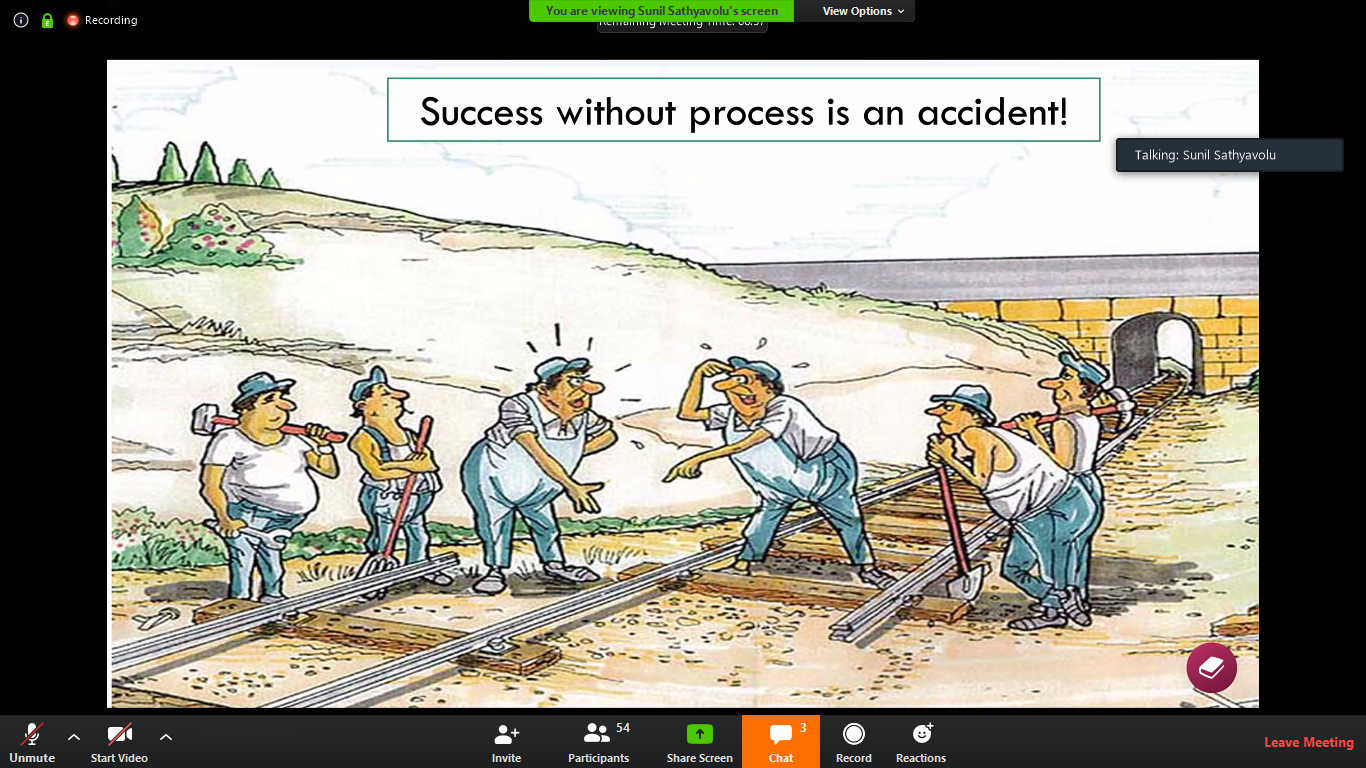 Recording
You are viewing Sunil Sathyavolu's screen
View Options
Remaining Meeting Time:
Success without process is an accident!
Talking: Sunil Sathyavolu
E
Unmute
Start Video
Invite
54
Participants
Share Screen
3
Chat
Record
Reactions
Leave Meeting